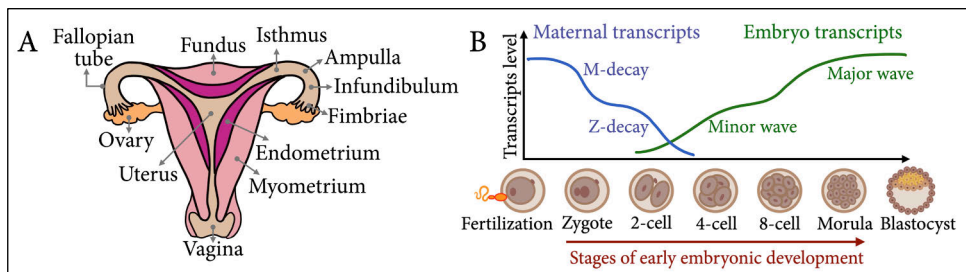 A
Fallopian
tube
Fundus
Isthmus
Ampulla
Infundibulum
Fimbriae
Ovary
Uterus
Endometrium
Myometrium
Vagina
B
Maternal transcripts
Embryo transcripts
Transcripts level
M-decay
Z-decay
Major wave
Minor wave
Fertilization
Zygote
2-cell
4-cell
8-cell
Morula
Blastocyst
Stages of early embryonic development